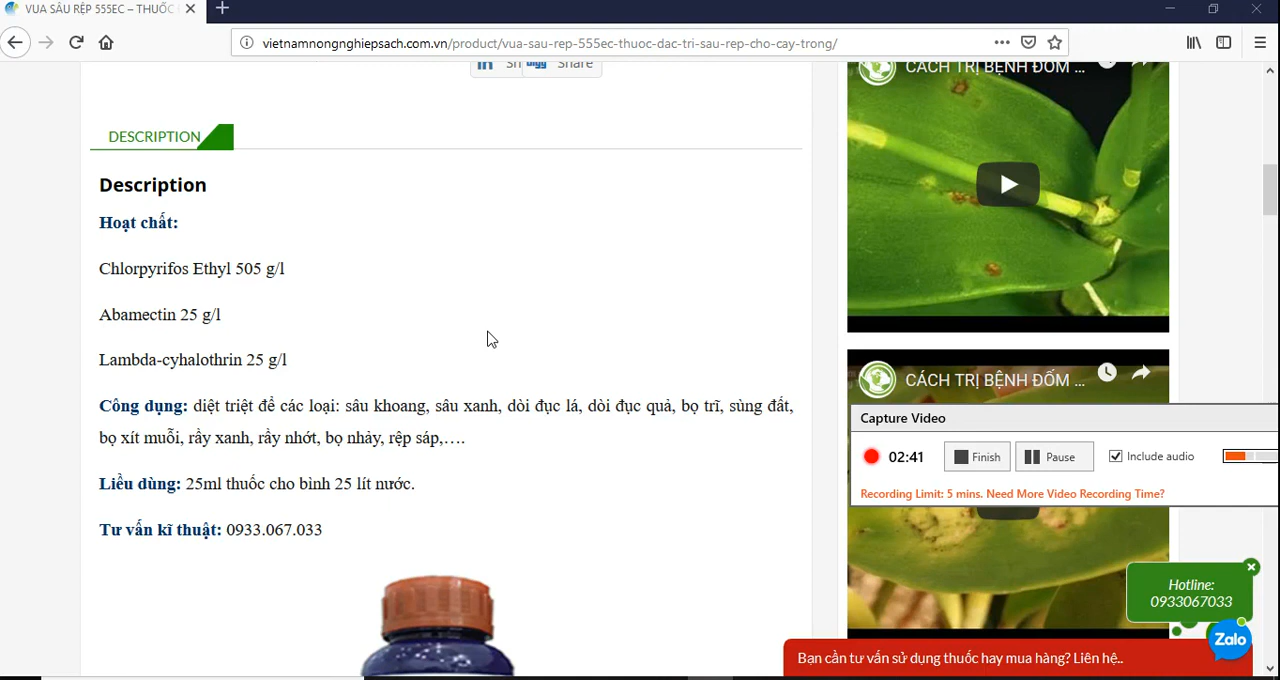 VUA SÂU RỆP 555EC – THUỐC
vietnamnongnghiepsach.com.vn/product/vua-sau-rep-555ec-thuoc-dac-tri-sau-rep-cho-cay-trong/
in Sh digg Share
CÁCH TRỊ BỆNH ĐỐM ...
DESCRIPTION
Description
Hoạt chất:
Chlorpyrifos Ethyl 505 g/l
Abamectin 25 g/l
Lambda-cyhalothrin 25 g/l
Công dụng: diệt triệt để các loại: sâu khoang, sâu xanh, dòi đục lá, dòi đục quả, bọ trĩ, sùng đất,
bọ xít muỗi, rầy xanh, rầy nhớt, bọ nhảy, rệp sáp,….
Liều dùng: 25ml thuốc cho bình 25 lít nước.
Tư vấn kĩ thuật: 0933.067.033
CÁCH TRỊ BỆNH ĐỐM ...
Capture Video
02:41 Finish Pause Include audio
Recording Limit: 5 mins. Need More Video Recording Time?
Hotline:
0933067033
Zalo
Bạn cần tư vấn sử dụng thuốc hay mua hàng? Liên hệ..